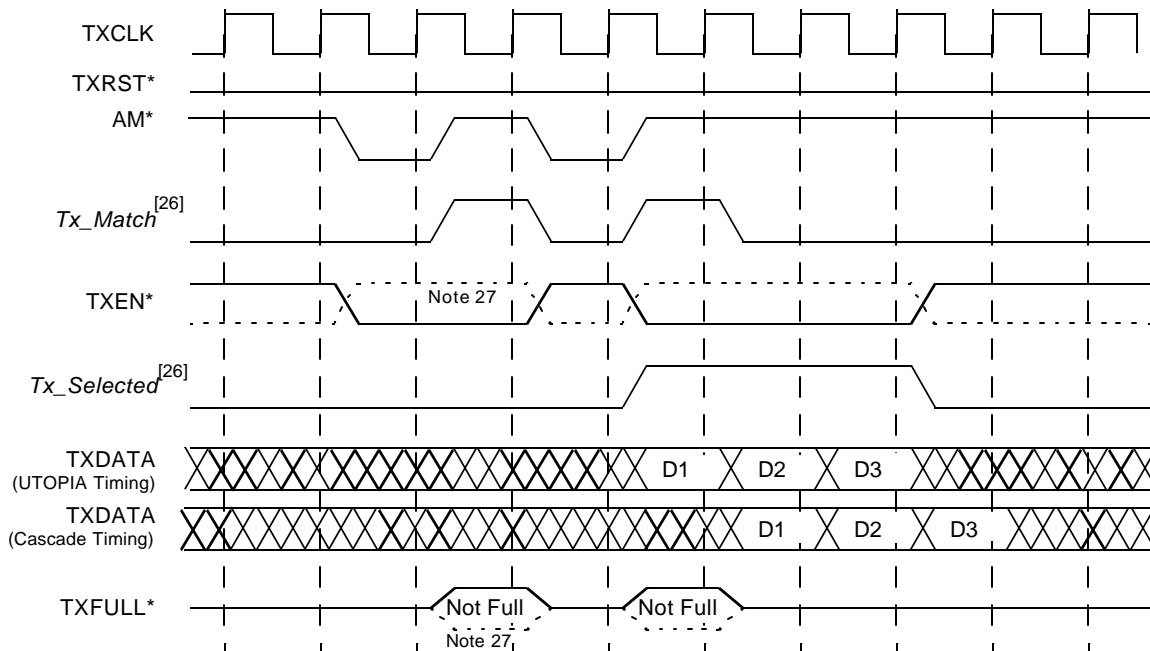 TXCLK
TXRST*
AM*
Tx_Match[26]
TXEN*
Note 27
Tx_Selected[26]
TXDATA
(UTOPIA Timing)
D1 D2 D3
TXDATA
(Cascade Timing)
D1 D2 D3
TXFULL*
Not Full Not Full
Note 27